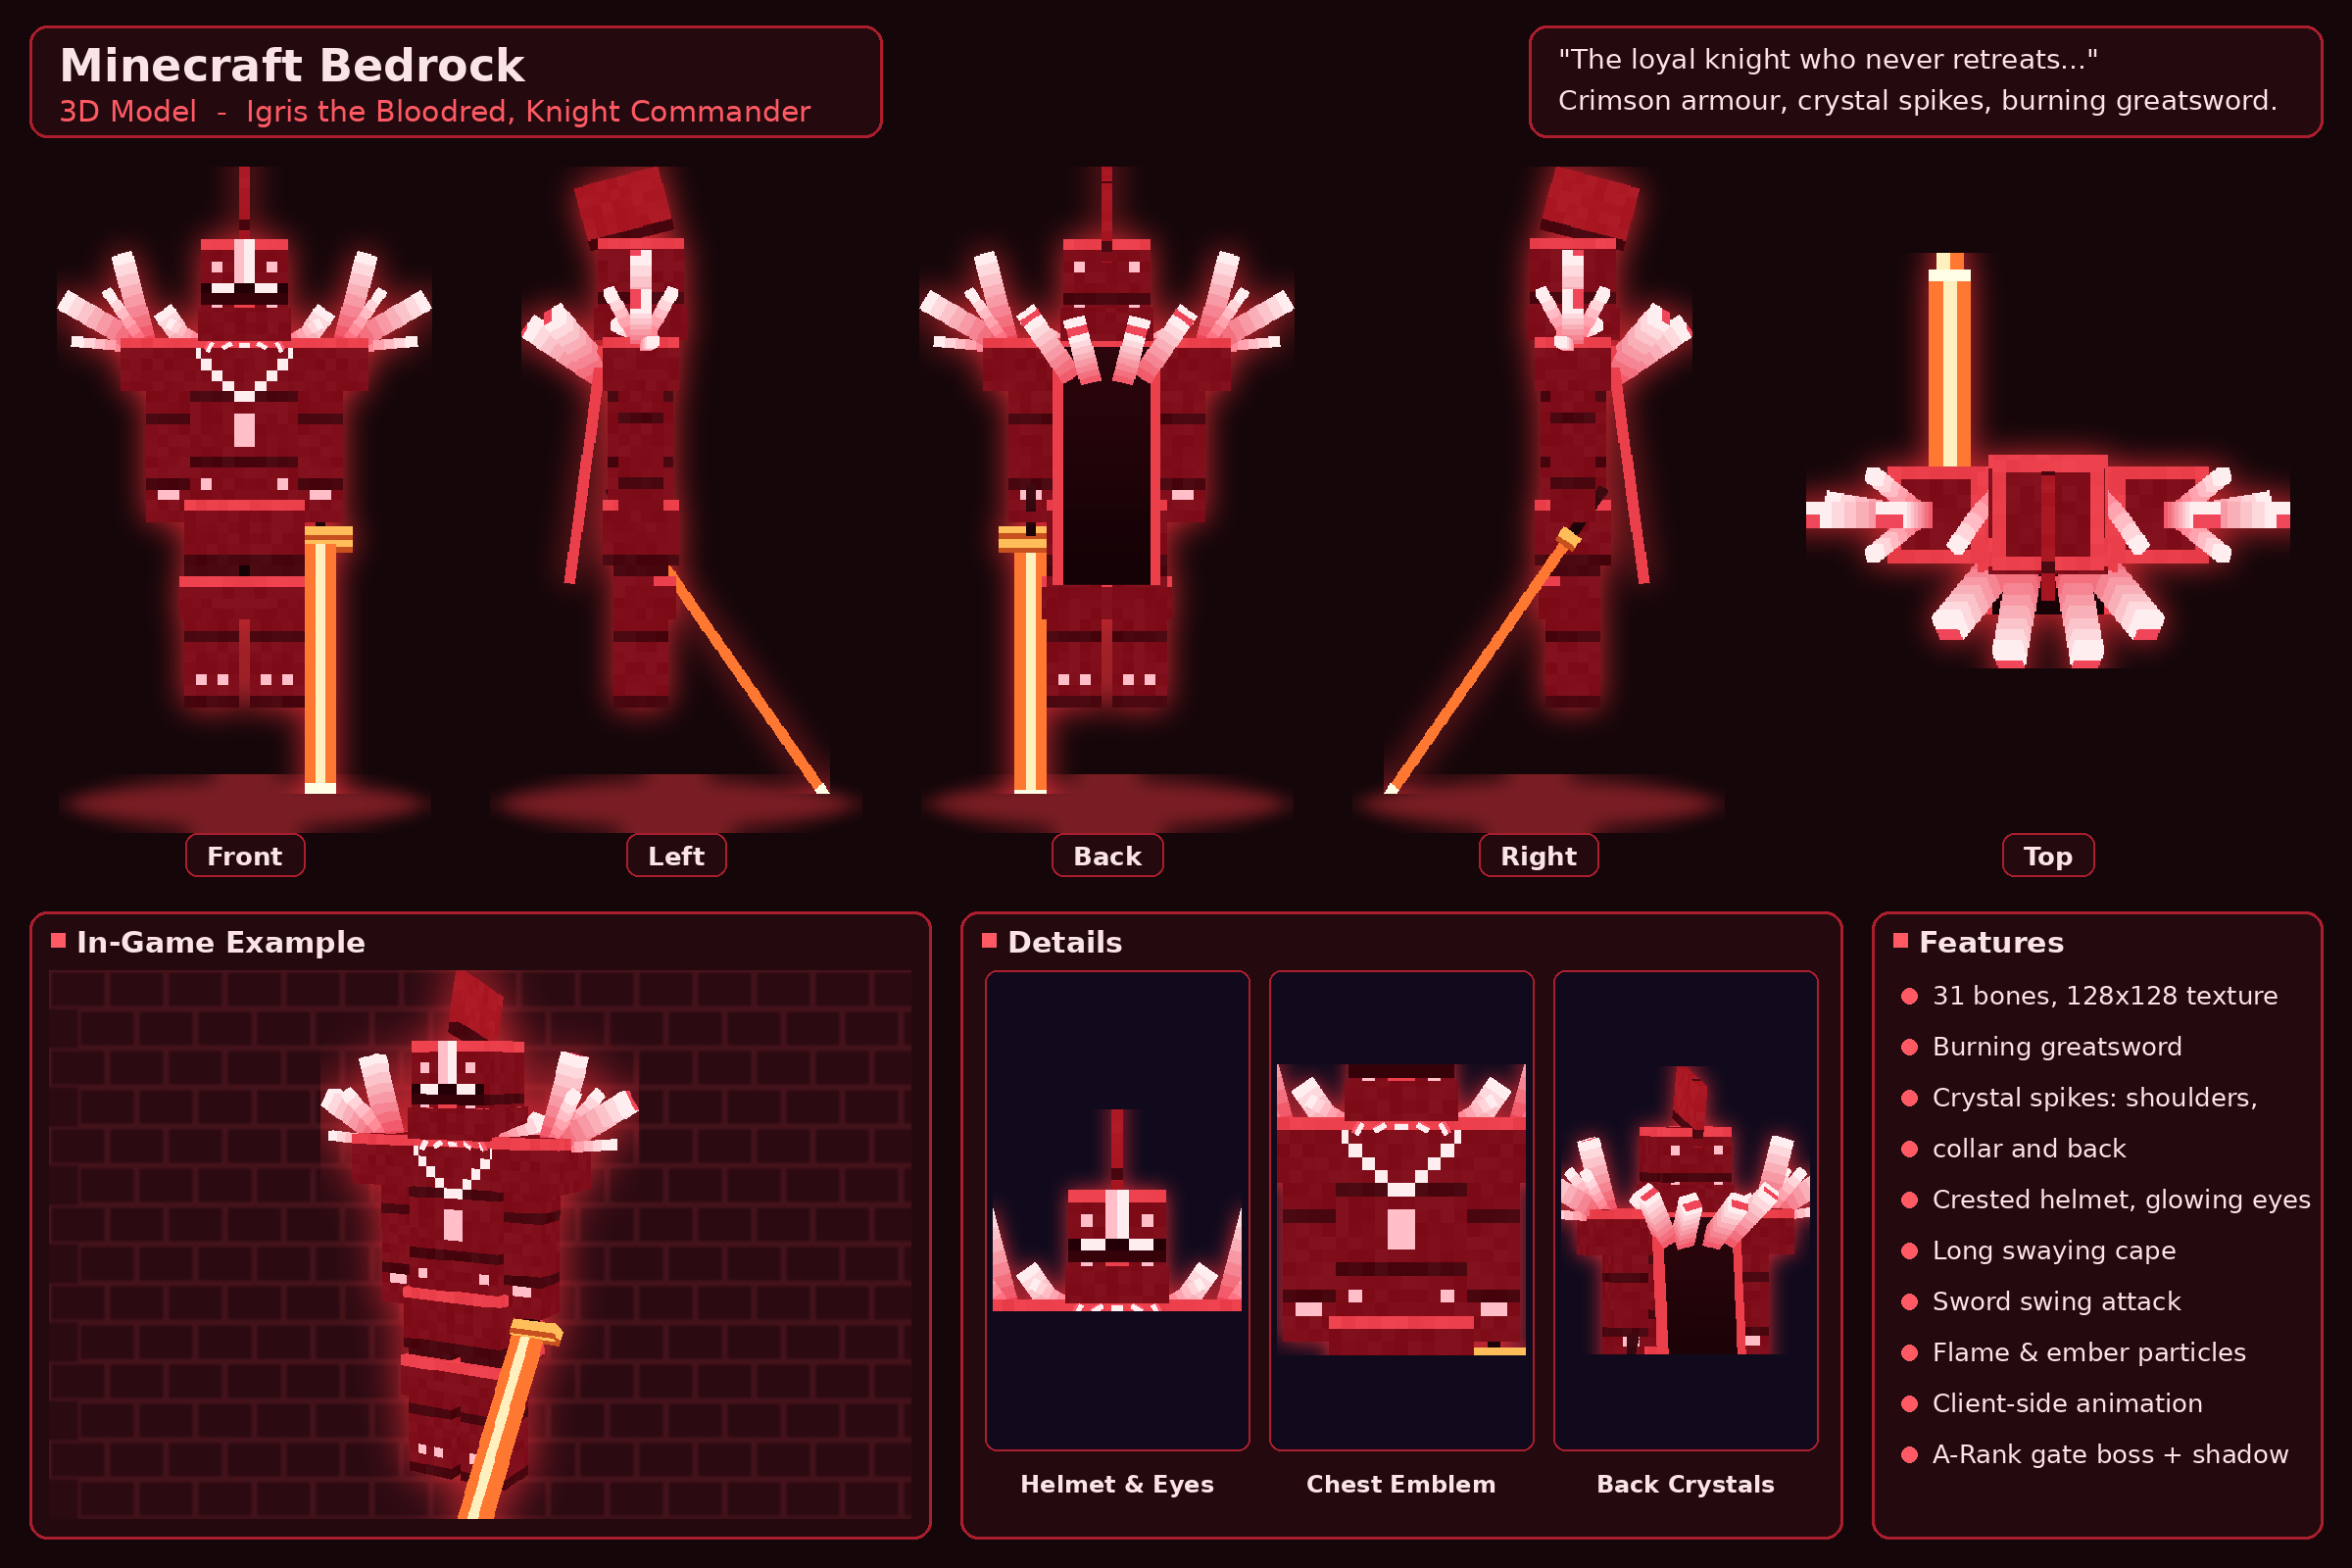 Minecraft Bedrock
3D Model - Igris the Bloodred, Knight Commander
"The loyal knight who never retreats..."
Crimson armour, crystal spikes, burning greatsword.
Front
Left
Back
Right
Top
In-Game Example
Details
Helmet & Eyes
Chest Emblem
Back Crystals
Features
31 bones, 128x128 texture
Burning greatsword
Crystal spikes: shoulders,
collar and back
Crested helmet, glowing eyes
Long swaying cape
Sword swing attack
Flame & ember particles
Client-side animation
A-Rank gate boss + shadow